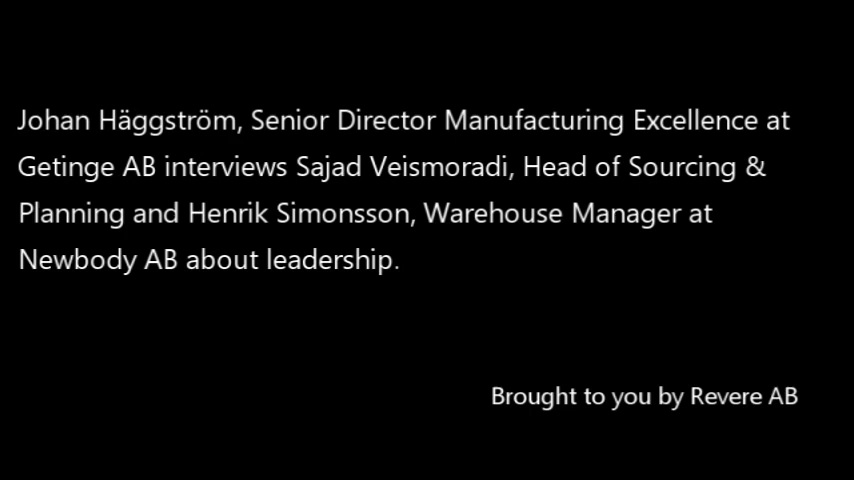 Johan Häggström, Senior Director Manufacturing Excellence at
Getinge AB interviews Sajad Veismoradi, Head of Sourcing &
Planning and Henrik Simonsson, Warehouse Manager at
Newbody AB about leadership.
Brought to you by Revere AB